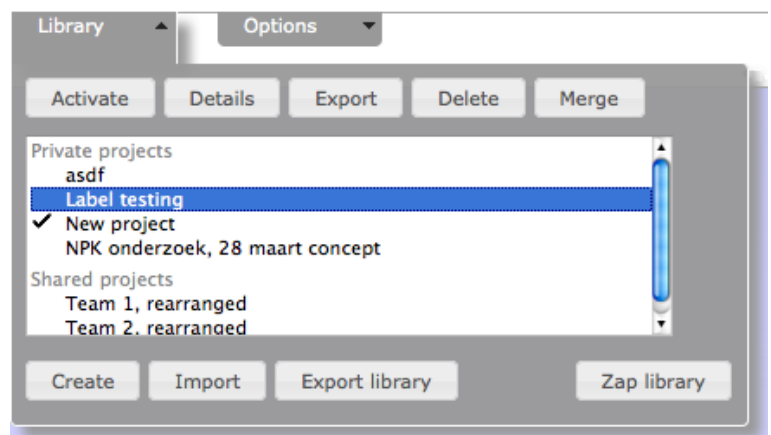 Library Options
Activate Details Export Delete Merge
Private projects
asdf
Label testing
New project
NPK onderzoek, 28 maart concept
Shared projects
Team 1, rearranged
Team 2, rearranged
Create Import Export library Zap library